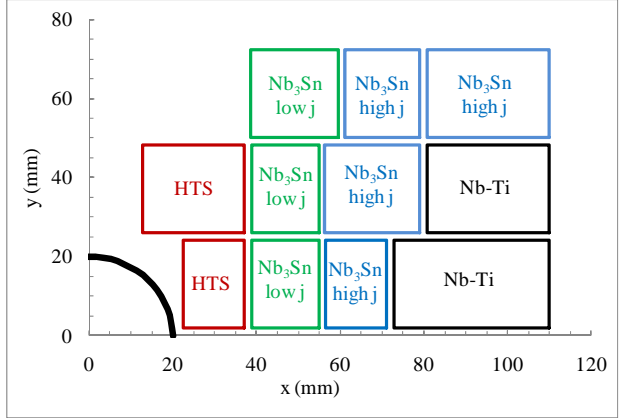 80
60
40
20
0
y (mm)
Nb₃Sn
low j
Nb₃Sn
high j
Nb₃Sn
high j
HTS
Nb₃Sn
low j
Nb₃Sn
high j
Nb-Ti
HTS
Nb₃Sn
low j
Nb₃Sn
high j
Nb-Ti
0 20 40 60 80 100 120
x (mm)